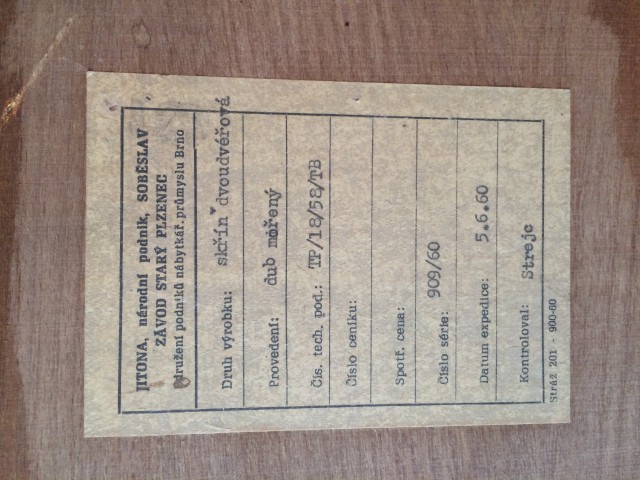 JITONA, národní podnik, SOBĚSLAV
ZÁVOD STARÝ PLZENEC
Sdružení podniků nábytkář. průmyslu Brno
Druh výrobku: skříň dvoudvéřová
Provedení: dub mořený
Čís. tech. pod.: TP/18/58/TB
Číslo ceníku:
Spotř. cena:
Číslo série: 909/60
Datum expedice: 5.6.60
Kontroloval: Strejc
Stráž 201 - 900-60